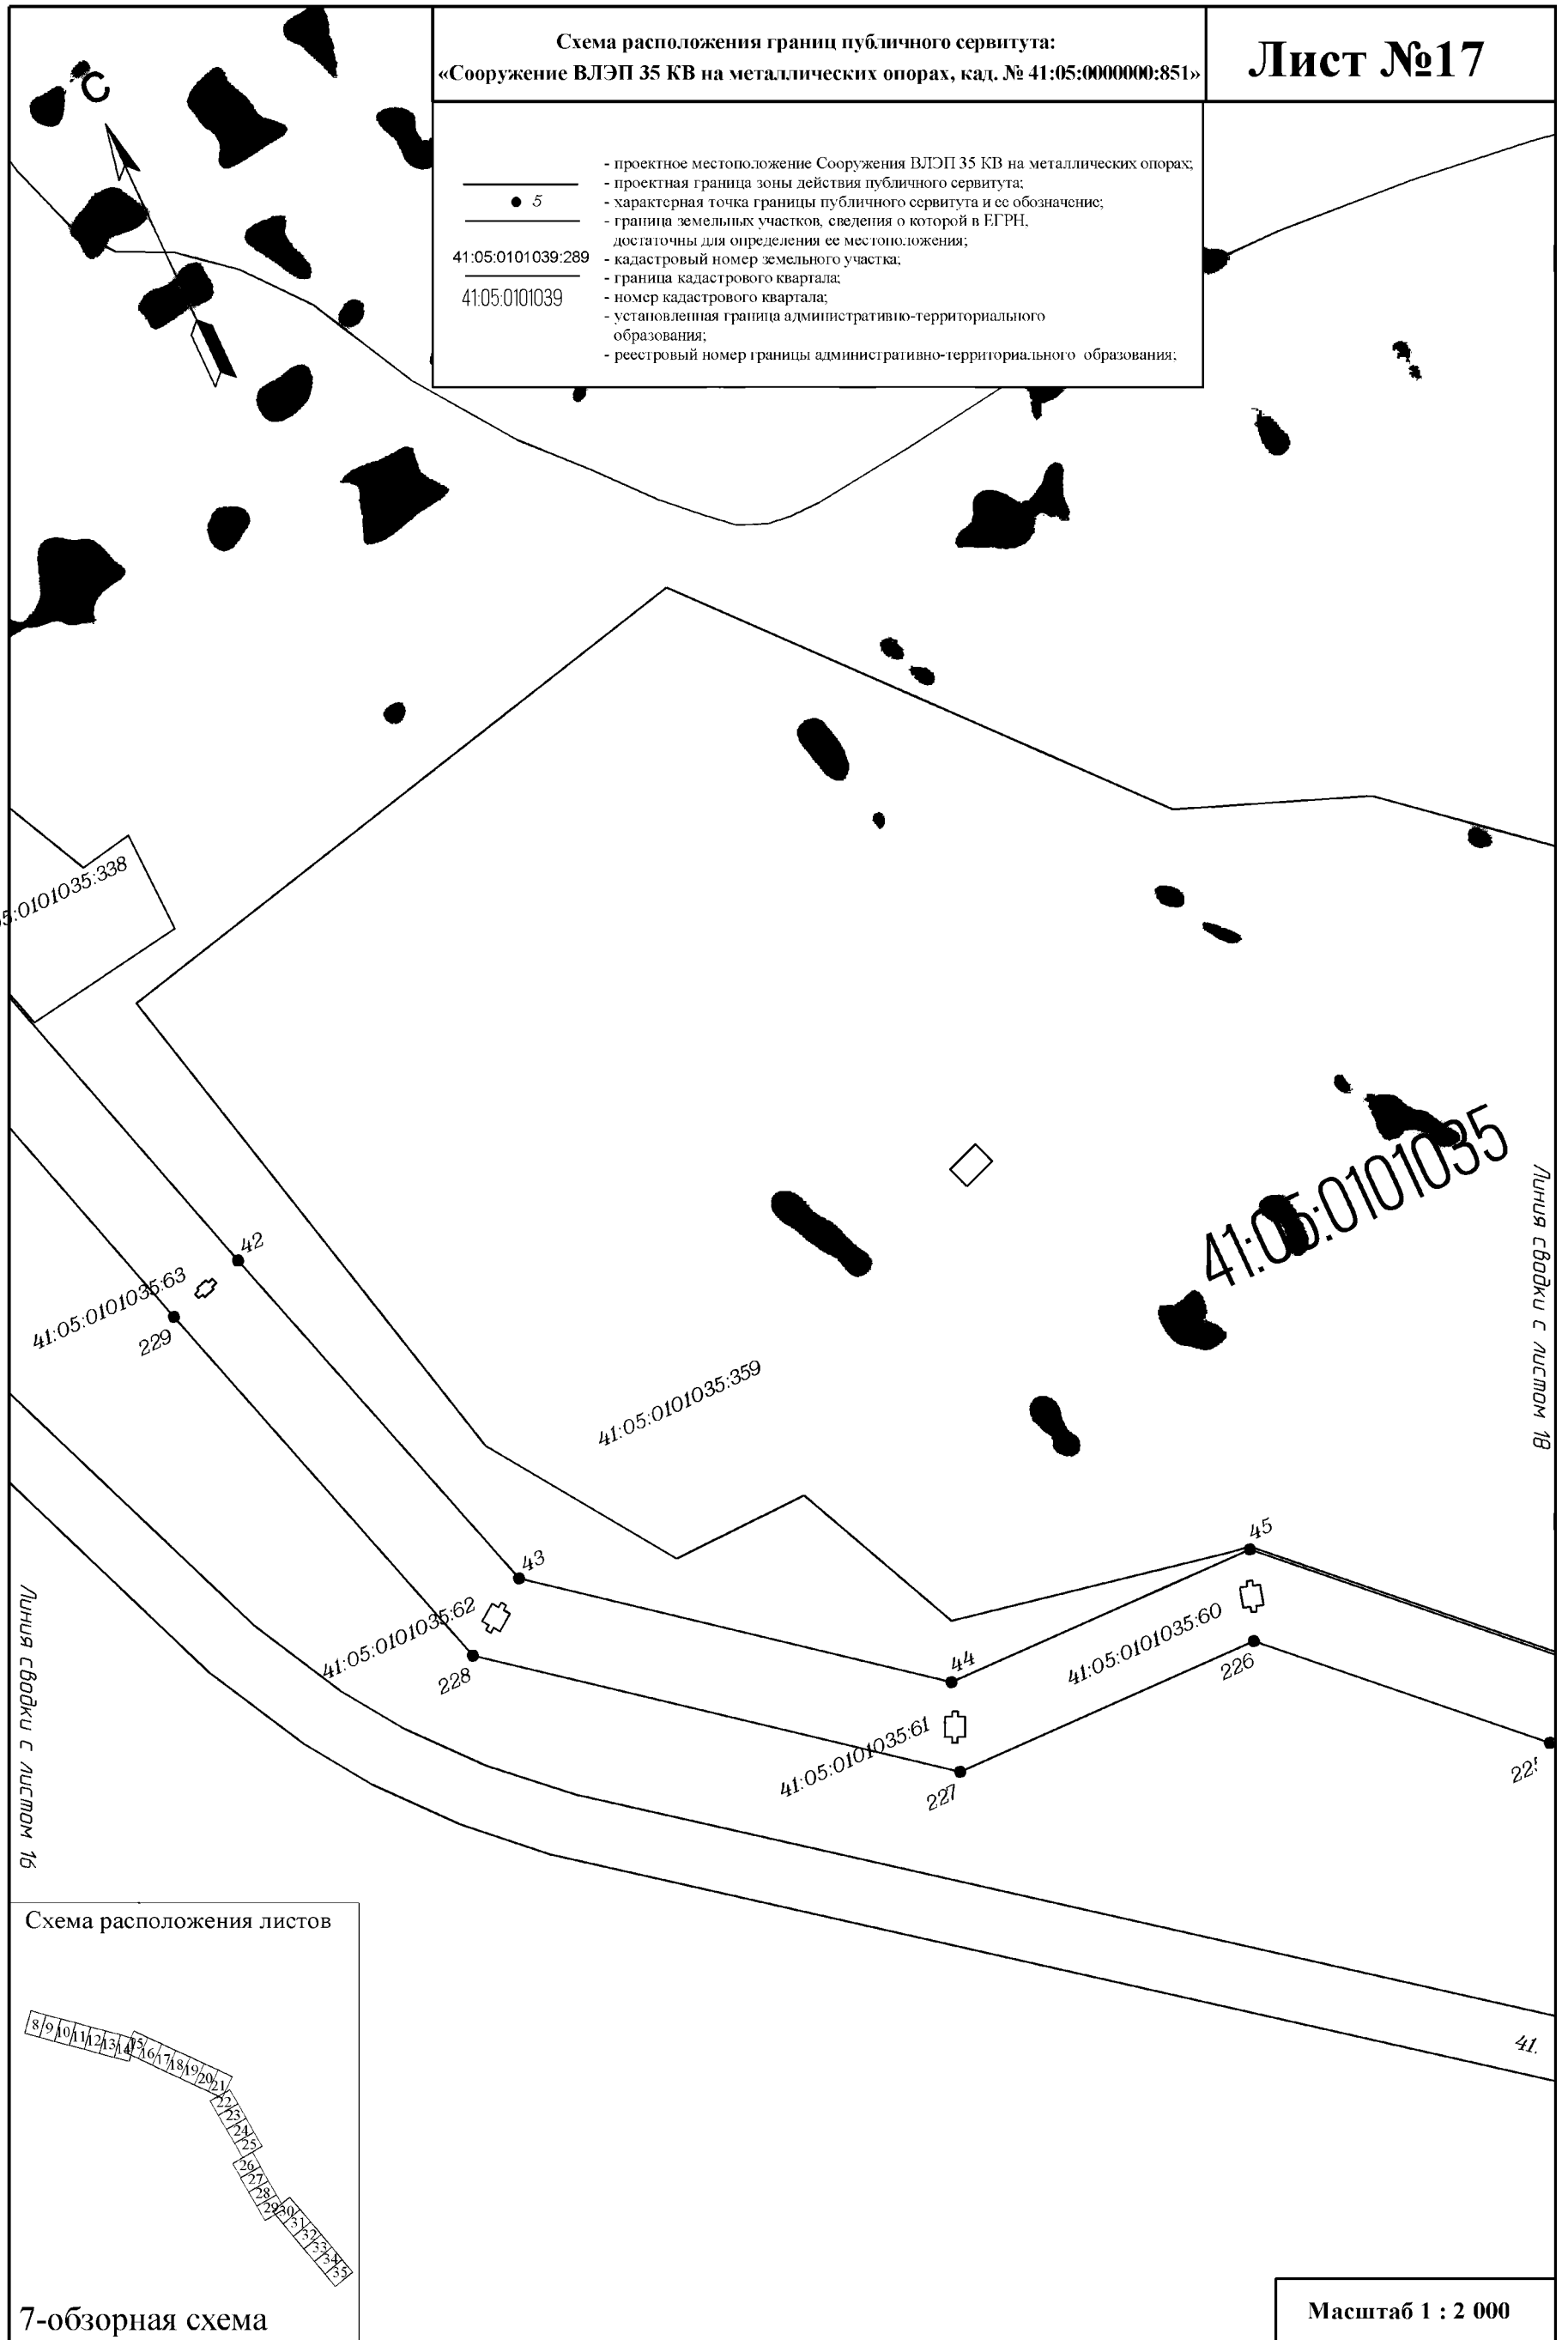 Схема расположения границ публичного сервитута:
«Сооружение ВЛЭП 35 КВ на металлических опорах, кад. № 41:05:0000000:851»
Лист №17
С
- проектное местоположение Сооружения ВЛЭП 35 КВ на металлических опорах;
- проектная граница зоны действия публичного сервитута;
5 - характерная точка границы публичного сервитута и ее обозначение;
- граница земельных участков, сведения о которой в ЕГРН,
достаточны для определения ее местоположения;
41:05:0101039:289 - кадастровый номер земельного участка;
- граница кадастрового квартала;
41:05:0101039 - номер кадастрового квартала;
- установленная граница административно-территориального
образования;
- реестровый номер границы административно-территориального образования;
5:0101035:338
41:05:0101035
Линия сводки с листом 18
42
41:05:0101035:63
229
41:05:0101035:359
45
43
41:05:0101035:62
228
44
41:05:0101035:60
226
41:05:0101035:61
227
225
Линия сводки с листом 16
41:
Схема расположения листов
8 9 10 11 12 13 14 15 16 17 18 19 20 21
22
23
24
25
26
27
28
29 30
31
32
33
34
35
7-обзорная схема
Масштаб 1 : 2 000